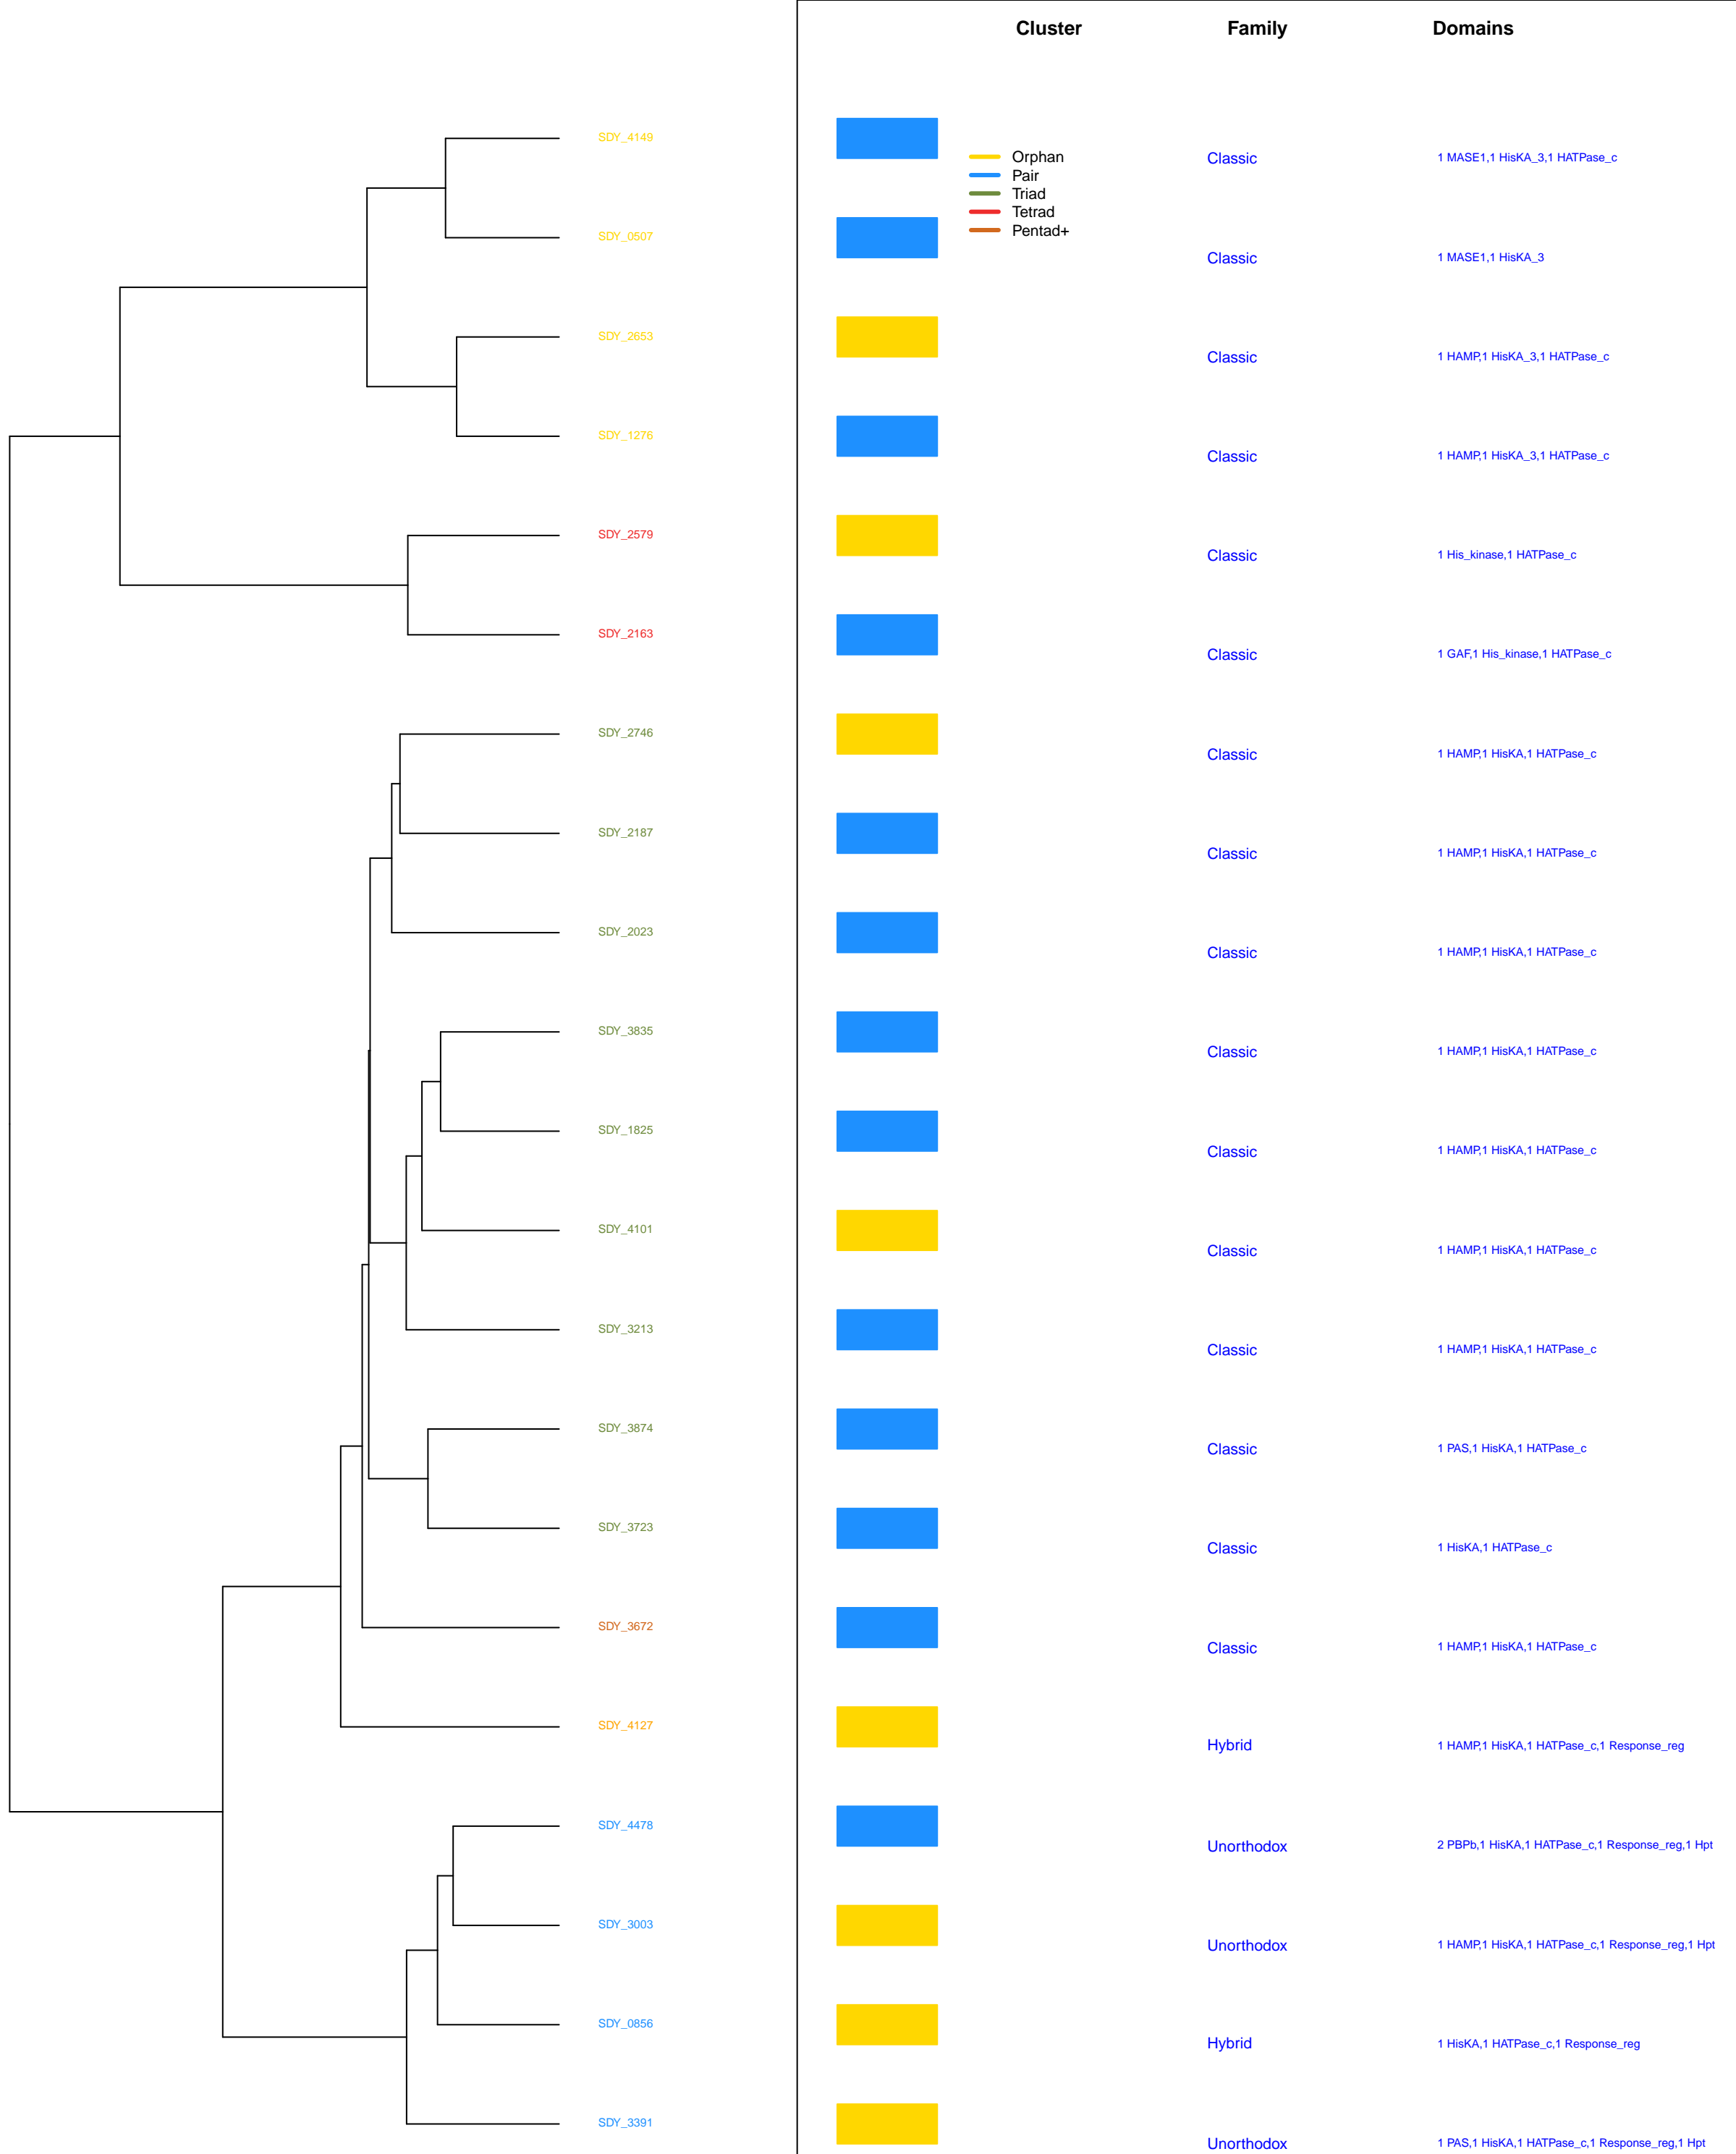 Cluster Family Domains
SDY_4149
Orphan
Classic 1 MASE1,1 HisKA_3,1 HATPase_c
Pair
Triad
Tetrad
Pentad+
SDY_0507
Classic 1 MASE1,1 HisKA_3
SDY_2653
Classic 1 HAMP,1 HisKA_3,1 HATPase_c
SDY_1276
Classic 1 HAMP,1 HisKA_3,1 HATPase_c
SDY_2579
Classic 1 His_kinase,1 HATPase_c
SDY_2163
Classic 1 GAF,1 His_kinase,1 HATPase_c
SDY_2746
Classic 1 HAMP,1 HisKA,1 HATPase_c
SDY_2187
Classic 1 HAMP,1 HisKA,1 HATPase_c
SDY_2023
Classic 1 HAMP,1 HisKA,1 HATPase_c
SDY_3835
Classic 1 HAMP,1 HisKA,1 HATPase_c
SDY_1825
Classic 1 HAMP,1 HisKA,1 HATPase_c
SDY_4101
Classic 1 HAMP,1 HisKA,1 HATPase_c
SDY_3213
Classic 1 HAMP,1 HisKA,1 HATPase_c
SDY_3874
Classic 1 PAS,1 HisKA,1 HATPase_c
SDY_3723
Classic 1 HisKA,1 HATPase_c
SDY_3672
Classic 1 HAMP,1 HisKA,1 HATPase_c
SDY_4127
Hybrid 1 HAMP,1 HisKA,1 HATPase_c,1 Response_reg
SDY_4478
Unorthodox 2 PBPb,1 HisKA,1 HATPase_c,1 Response_reg,1 Hpt
SDY_3003
Unorthodox 1 HAMP,1 HisKA,1 HATPase_c,1 Response_reg,1 Hpt
SDY_0856
Hybrid 1 HisKA,1 HATPase_c,1 Response_reg
SDY_3391
Unorthodox 1 PAS,1 HisKA,1 HATPase_c,1 Response_reg,1 Hpt